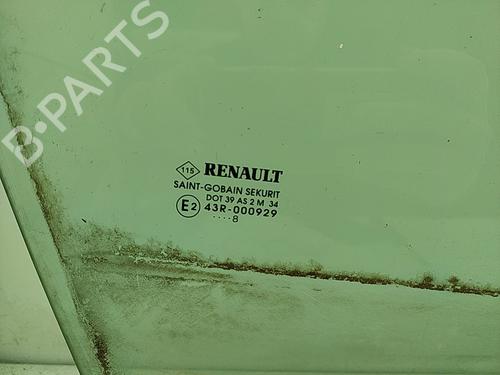 B-PARTS
115 RENAULT
SAINT-GOBAIN SEKURIT
DOT 39 AS 2 M 34
E2 43R-000929
....8